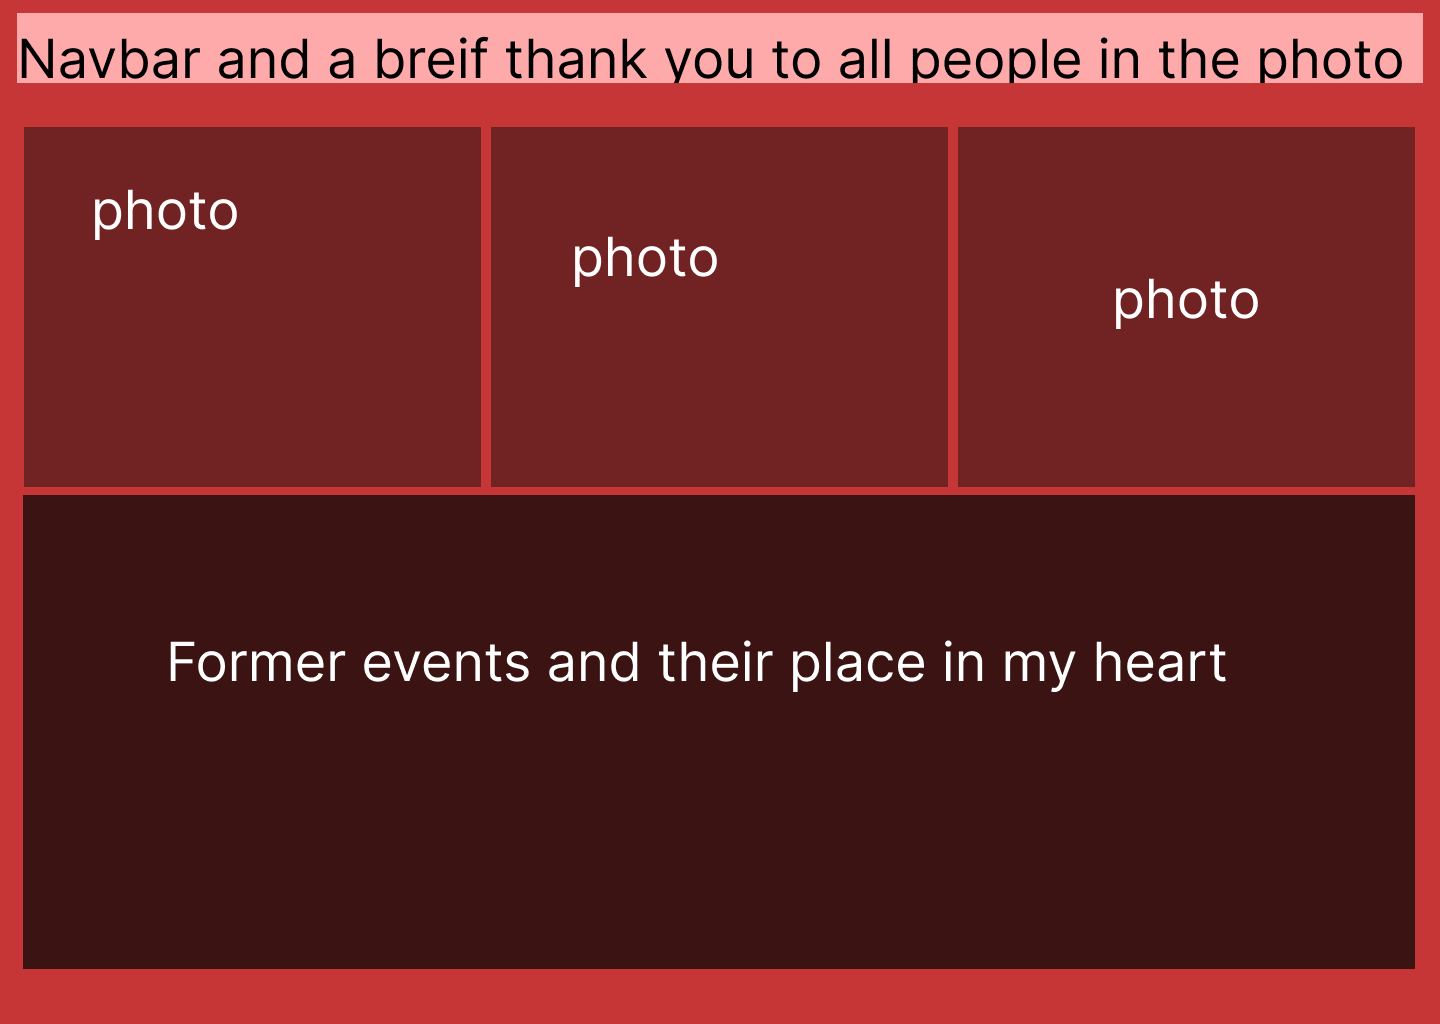 Navbar and a breif thank you to all people in the photo
photo
photo
photo
Former events and their place in my heart